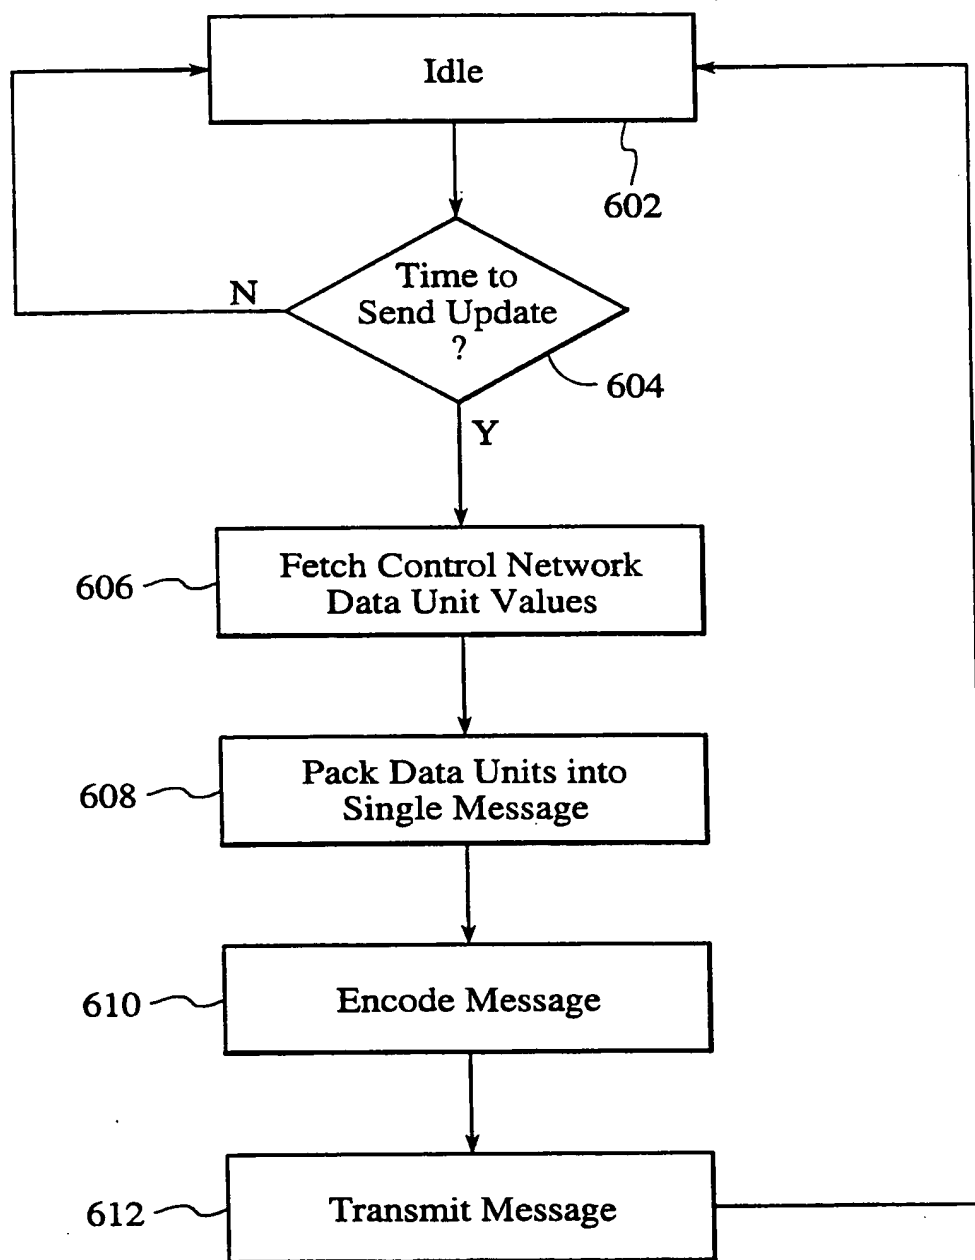 Idle
602
Time to
Send Update
?
N
604
Y
Fetch Control Network
Data Unit Values
606
Pack Data Units into
Single Message
608
Encode Message
610
Transmit Message
612